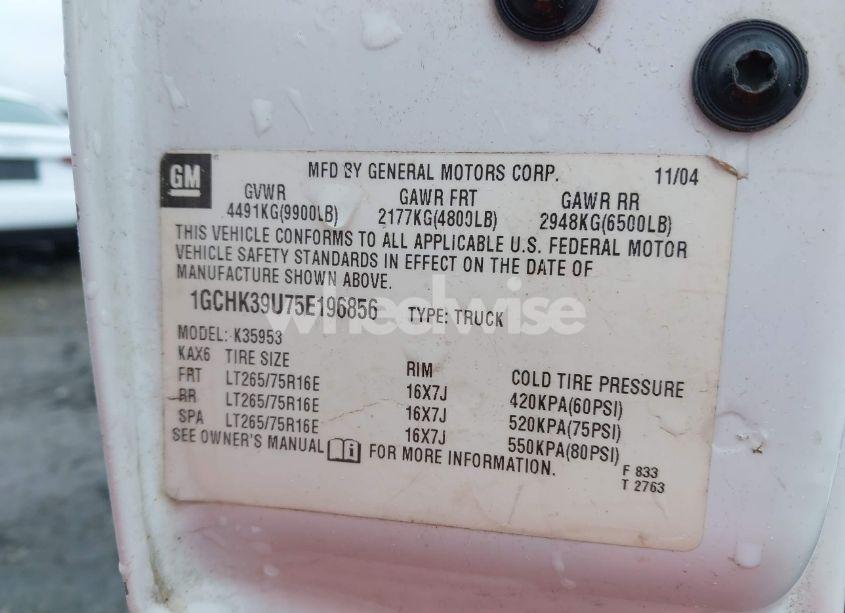 GM
MFD BY GENERAL MOTORS CORP. 11/04
GVWR GAWR FRT GAWR RR
4491KG(9900LB) 2177KG(4800LB) 2948KG(6500LB)
THIS VEHICLE CONFORMS TO ALL APPLICABLE U.S. FEDERAL MOTOR
VEHICLE SAFETY STANDARDS IN EFFECT ON THE DATE OF
MANUFACTURE SHOWN ABOVE.
1GCHK39U75E196856 TYPE: TRUCK
MODEL: K35953
KAX6 TIRE SIZE RIM COLD TIRE PRESSURE
FRT LT265/75R16E 16X7J 420KPA(60PSI)
RR LT265/75R16E 16X7J 520KPA(75PSI)
SPA LT265/75R16E 16X7J 550KPA(80PSI)
SEE OWNER'S MANUAL FOR MORE INFORMATION.
F 833
T 2763
wheelwise